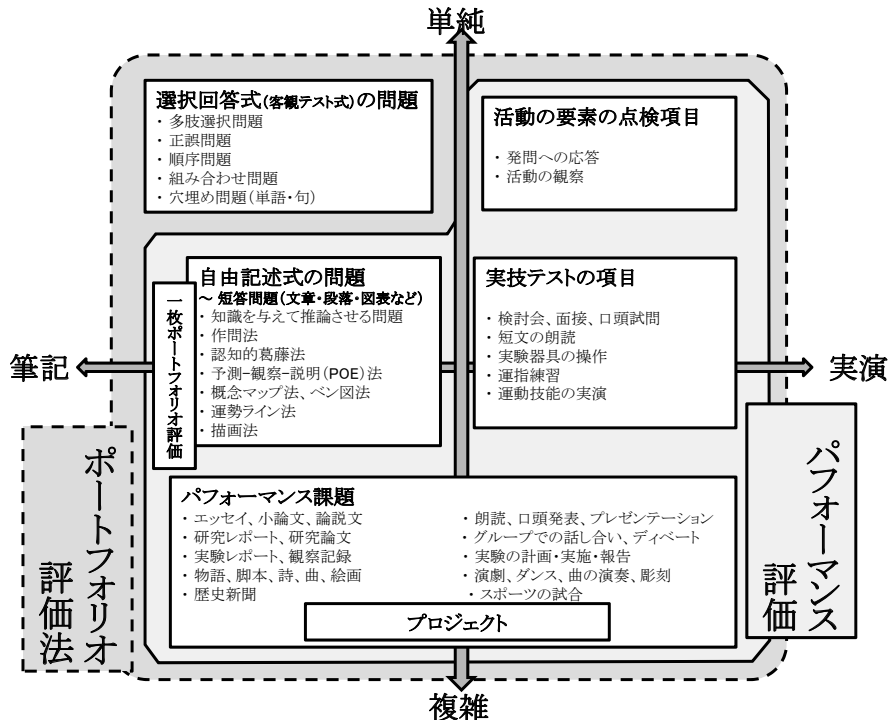 単純
選択回答式(客観テスト式)の問題
・多肢選択問題
・正誤問題
・順序問題
・組み合わせ問題
・穴埋め問題(単語・句)
活動の要素の点検項目
・発問への応答
・活動の観察
自由記述式の問題
～短答問題(文章・段落・図表など)
・知識を与えて推論させる問題
・作問法
・認知的葛藤法
・予測−観察−説明(POE)法
・概念マップ法、ベン図法
・運勢ライン法
・描画法
一枚ポートフォリオ評価
実技テストの項目
・検討会、面接、口頭試問
・短文の朗読
・実験器具の操作
・運指練習
・運動技能の実演
筆記
実演
パフォーマンス課題
・エッセイ、小論文、論説文
・研究レポート、研究論文
・実験レポート、観察記録
・物語、脚本、詩、曲、絵画
・歴史新聞
・朗読、口頭発表、プレゼンテーション
・グループでの話し合い、ディベート
・実験の計画・実施・報告
・演劇、ダンス、曲の演奏、彫刻
・スポーツの試合
プロジェクト
ポートフォリオ
評価法
パフォーマンス
評価
複雑